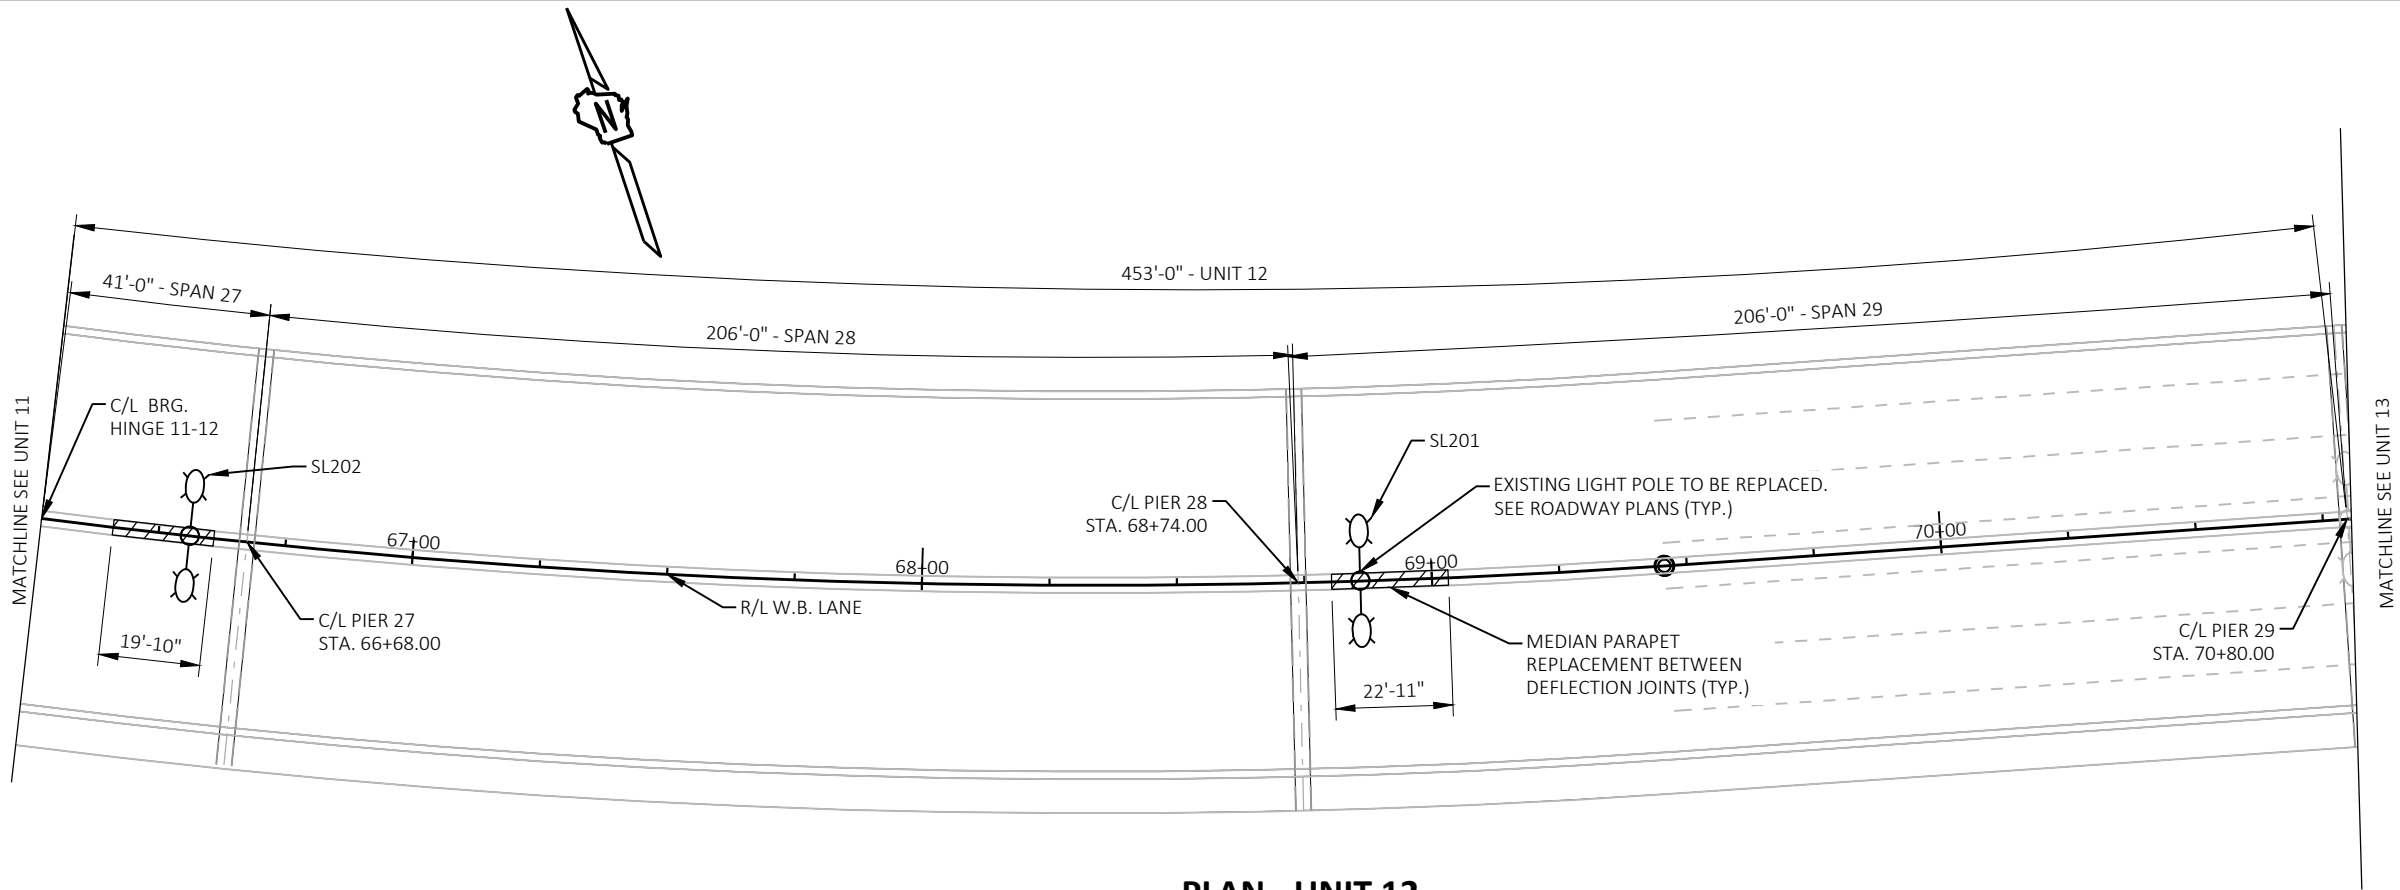 N
453'-0" - UNIT 12
41'-0" - SPAN 27
206'-0" - SPAN 28
206'-0" - SPAN 29
MATCHLINE SEE UNIT 11
C/L  BRG.
HINGE 11-12
SL202
SL201
EXISTING LIGHT POLE TO BE REPLACED.
SEE ROADWAY PLANS (TYP.)
C/L PIER 28
STA. 68+74.00
MATCHLINE SEE UNIT 13
67+00
68+00
69+00
70+00
R/L W.B. LANE
C/L PIER 27
STA. 66+68.00
19'-10"
MEDIAN PARAPET
REPLACEMENT BETWEEN
DEFLECTION JOINTS (TYP.)
C/L PIER 29
STA. 70+80.00
22'-11"
PLAN - UNIT 12